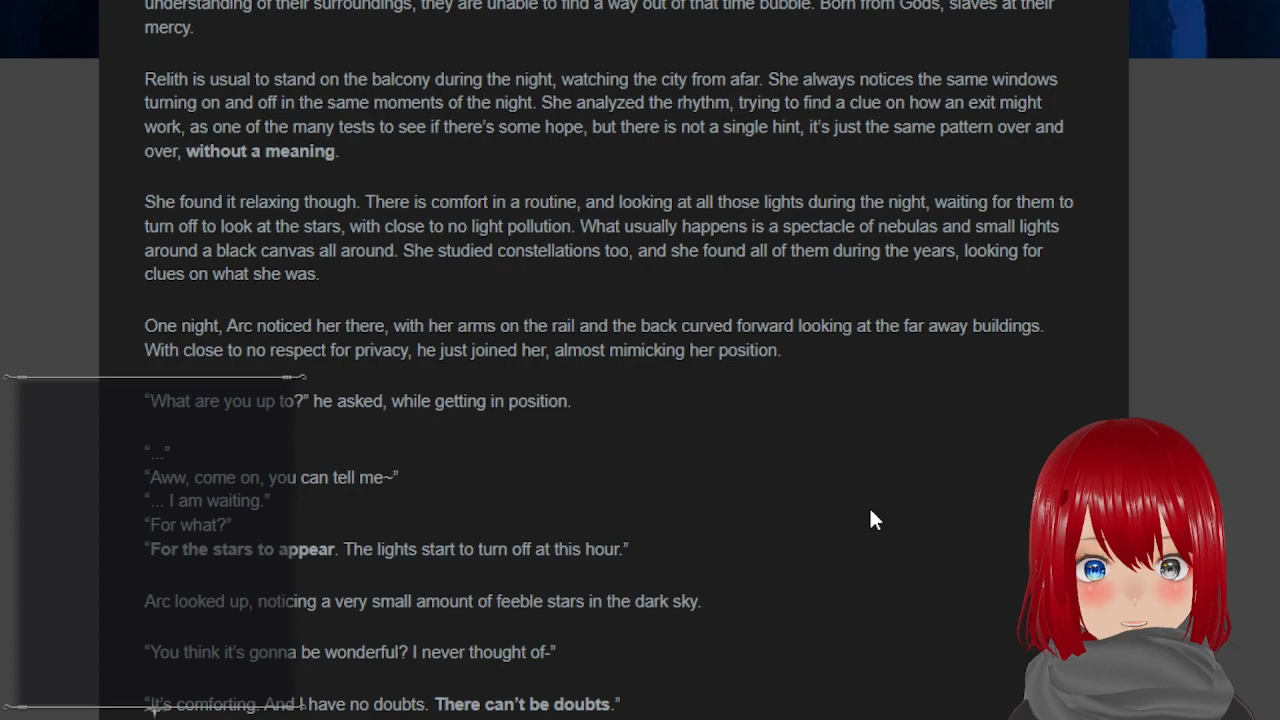 understanding of their surroundings, they are unable to find a way out of that time bubble. Born from Gods, slaves at their
mercy.
Relith is usual to stand on the balcony during the night, watching the city from afar. She always notices the same windows
turning on and off in the same moments of the night. She analyzed the rhythm, trying to find a clue on how an exit might
work, as one of the many tests to see if there’s some hope, but there is not a single hint, it’s just the same pattern over and
over, without a meaning.
She found it relaxing though. There is comfort in a routine, and looking at all those lights during the night, waiting for them to
turn off to look at the stars, with close to no light pollution. What usually happens is a spectacle of nebulas and small lights
around a black canvas all around. She studied constellations too, and she found all of them during the years, looking for
clues on what she was.
One night, Arc noticed her there, with her arms on the rail and the back curved forward looking at the far away buildings.
With close to no respect for privacy, he just joined her, almost mimicking her position.
“What are you up to?” he asked, while getting in position.
“...”
“Aww, come on, you can tell me~”
“... I am waiting.”
“For what?”
“For the stars to appear. The lights start to turn off at this hour.”
Arc looked up, noticing a very small amount of feeble stars in the dark sky.
“You think it’s gonna be wonderful? I never thought of-”
“It’s comforting. And I have no doubts. There can’t be doubts.”